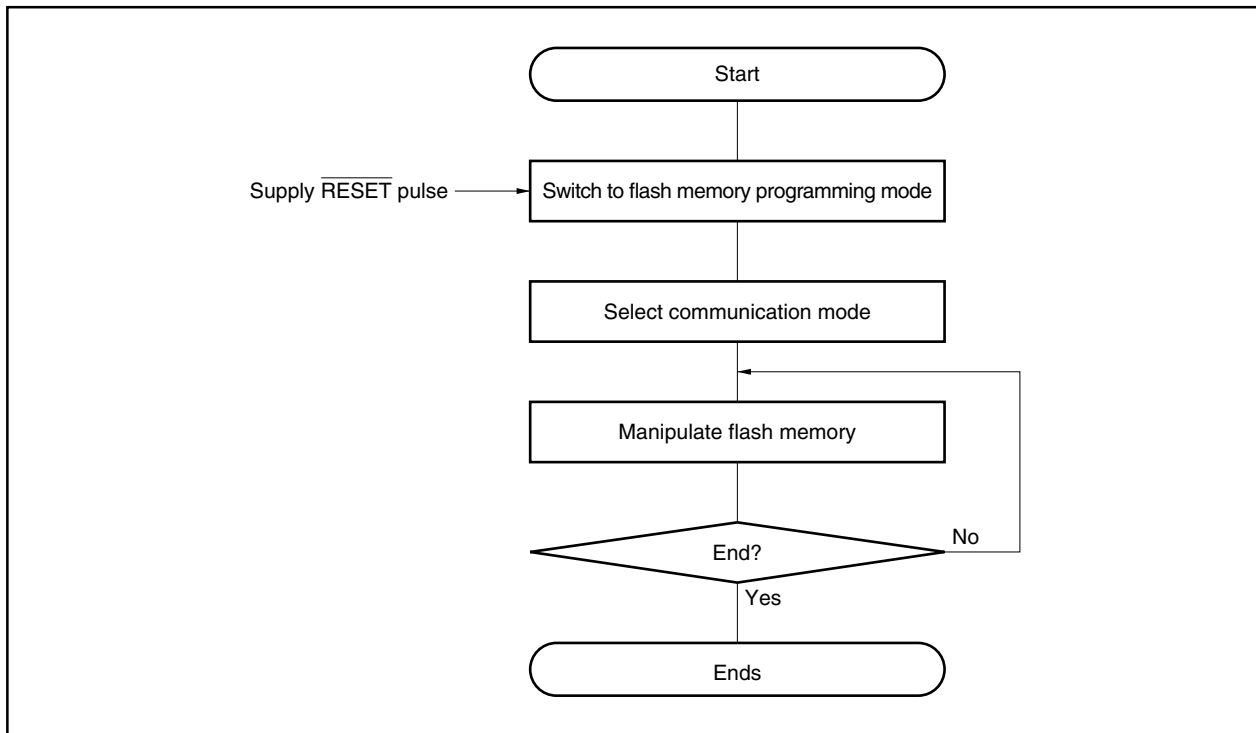 Start
Supply RESET pulse
Switch to flash memory programming mode
Select communication mode
Manipulate flash memory
End?
No
Yes
Ends